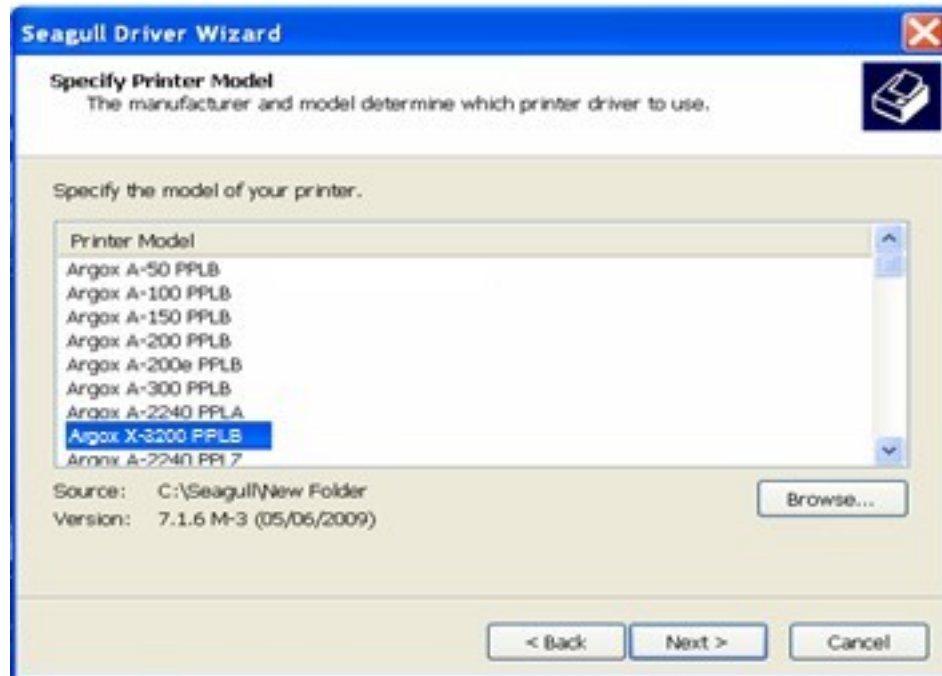 Seagull Driver Wizard
Specify Printer Model
The manufacturer and model determine which printer driver to use.
Specify the model of your printer.
Printer Model
Argox A-50 PPLB
Argox A-100 PPLB
Argox A-150 PPLB
Argox A-200 PPLB
Argox A-200e PPLB
Argox A-300 PPLB
Argox A-2240 PPLA
Argox X-3200 PPLB
Argox A-2240 PPLZ
Source: C:\Seagull\New Folder
Browse...
Version: 7.1.6 M-3 (05/06/2009)
< Back Next > Cancel